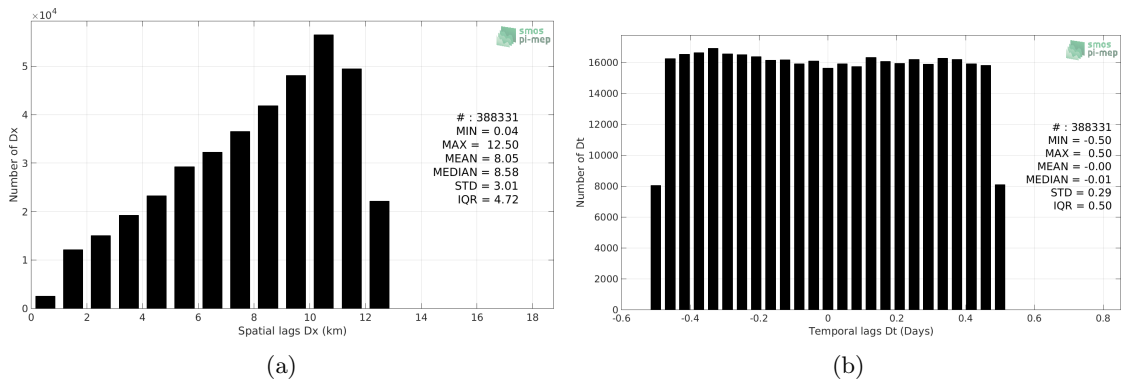 ×10⁴
5
4
3
2
1
0
Number of Dx
0 2 4 6 8 10 12 14 16 18
Spatial lags Dx (km)
smos
pi-mep
# : 388331
MIN = 0.04
MAX = 12.50
MEAN = 8.05
MEDIAN = 8.58
STD = 3.01
IQR = 4.72
(a)
16000
14000
12000
10000
8000
6000
4000
2000
0
Number of Dt
-0.6 -0.4 -0.2 0 0.2 0.4 0.6 0.8
Temporal lags Dt (Days)
smos
pi-mep
# : 388331
MIN = -0.50
MAX = 0.50
MEAN = -0.00
MEDIAN = -0.01
STD = 0.29
IQR = 0.50
(b)